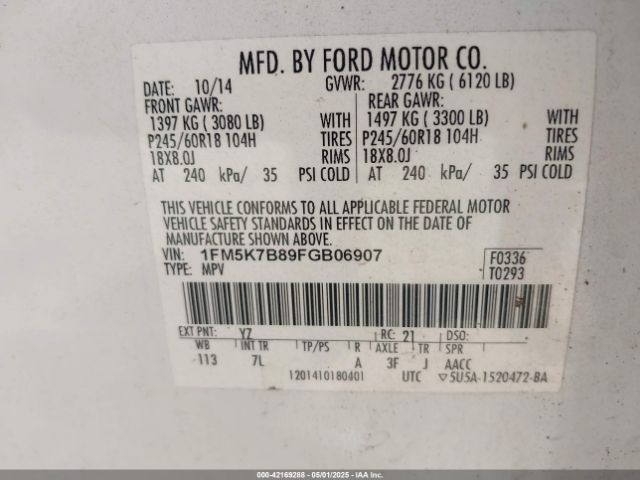 MFD. BY FORD MOTOR CO.
DATE: 10/14 GVWR: 2776 KG ( 6120 LB)
FRONT GAWR: REAR GAWR:
1397 KG ( 3080 LB) WITH 1497 KG ( 3300 LB) WITH
P245/60R18 104H TIRES P245/60R18 104H TIRES
18X8.0J RIMS 18X8.0J RIMS
AT 240 kPa/ 35 PSI COLD AT 240 kPa/ 35 PSI COLD
THIS VEHICLE CONFORMS TO ALL APPLICABLE FEDERAL MOTOR
VEHICLE SAFETY STANDARDS IN EFFECT ON THE DATE OF
MANUFACTURE SHOWN ABOVE.
VIN: 1FM5K7B89FGB06907 F0336
TYPE: MPV T0293
EXT PNT: YZ RC: 21 DSO:
WB INT TR TP/PS R AXLE TR SPR
113 7L A 3F J AACC
1201410180401 UTC ▽5U5A-1520472-BA
000-42169288 - 05/01/2025 - IAAI.COM